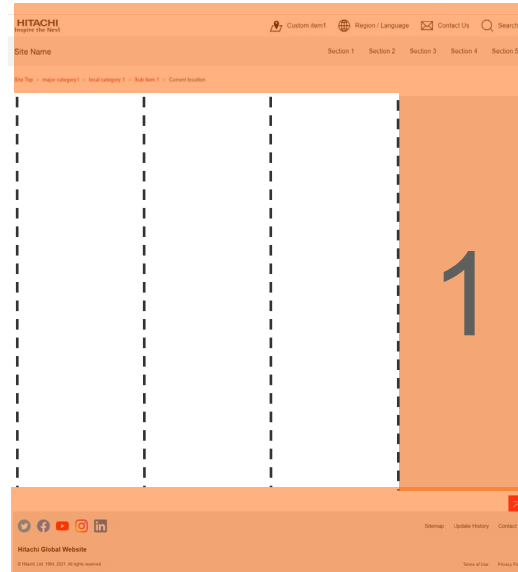 HITACHI
Inspire the Next
Custom item1 Region / Language Contact Us Search
Site Name
Section 1 Section 2 Section 3 Section 4 Section 5
Site Top > major category1 > local category 1 > Sub item 1 > Current location
1
Sitemap Update History Contact
Hitachi Global Website
© Hitachi, Ltd. 1994, 2021. All rights reserved.
Terms of Use Privacy